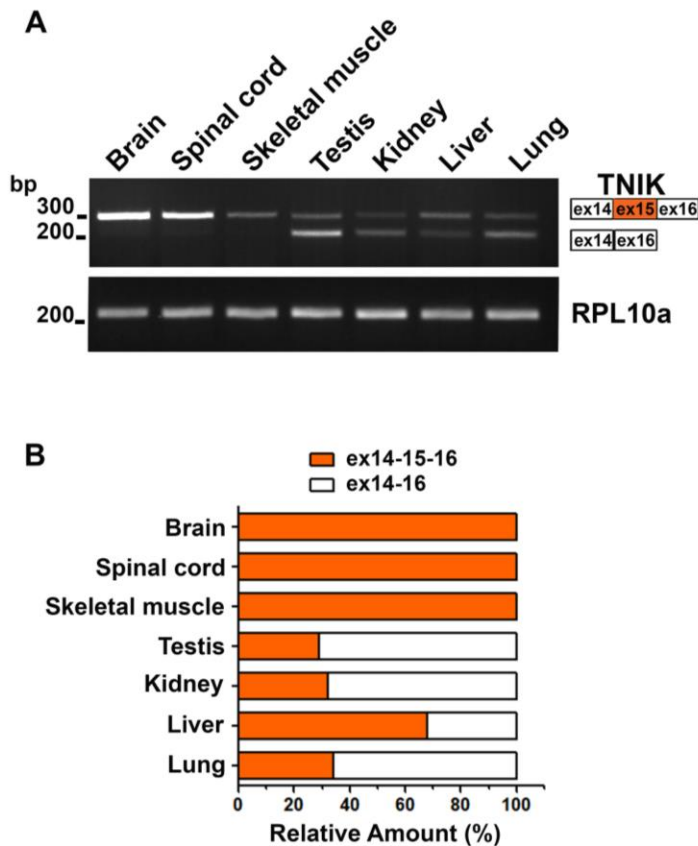 A
Brain Spinal cord Skeletal muscle Testis Kidney Liver Lung
bp
TNIK
300
ex14 ex15 ex16
200
ex14 ex16
200
RPL10a
B
ex14-15-16
ex14-16
Brain
Spinal cord
Skeletal muscle
Testis
Kidney
Liver
Lung
0 20 40 60 80 100
Relative Amount (%)